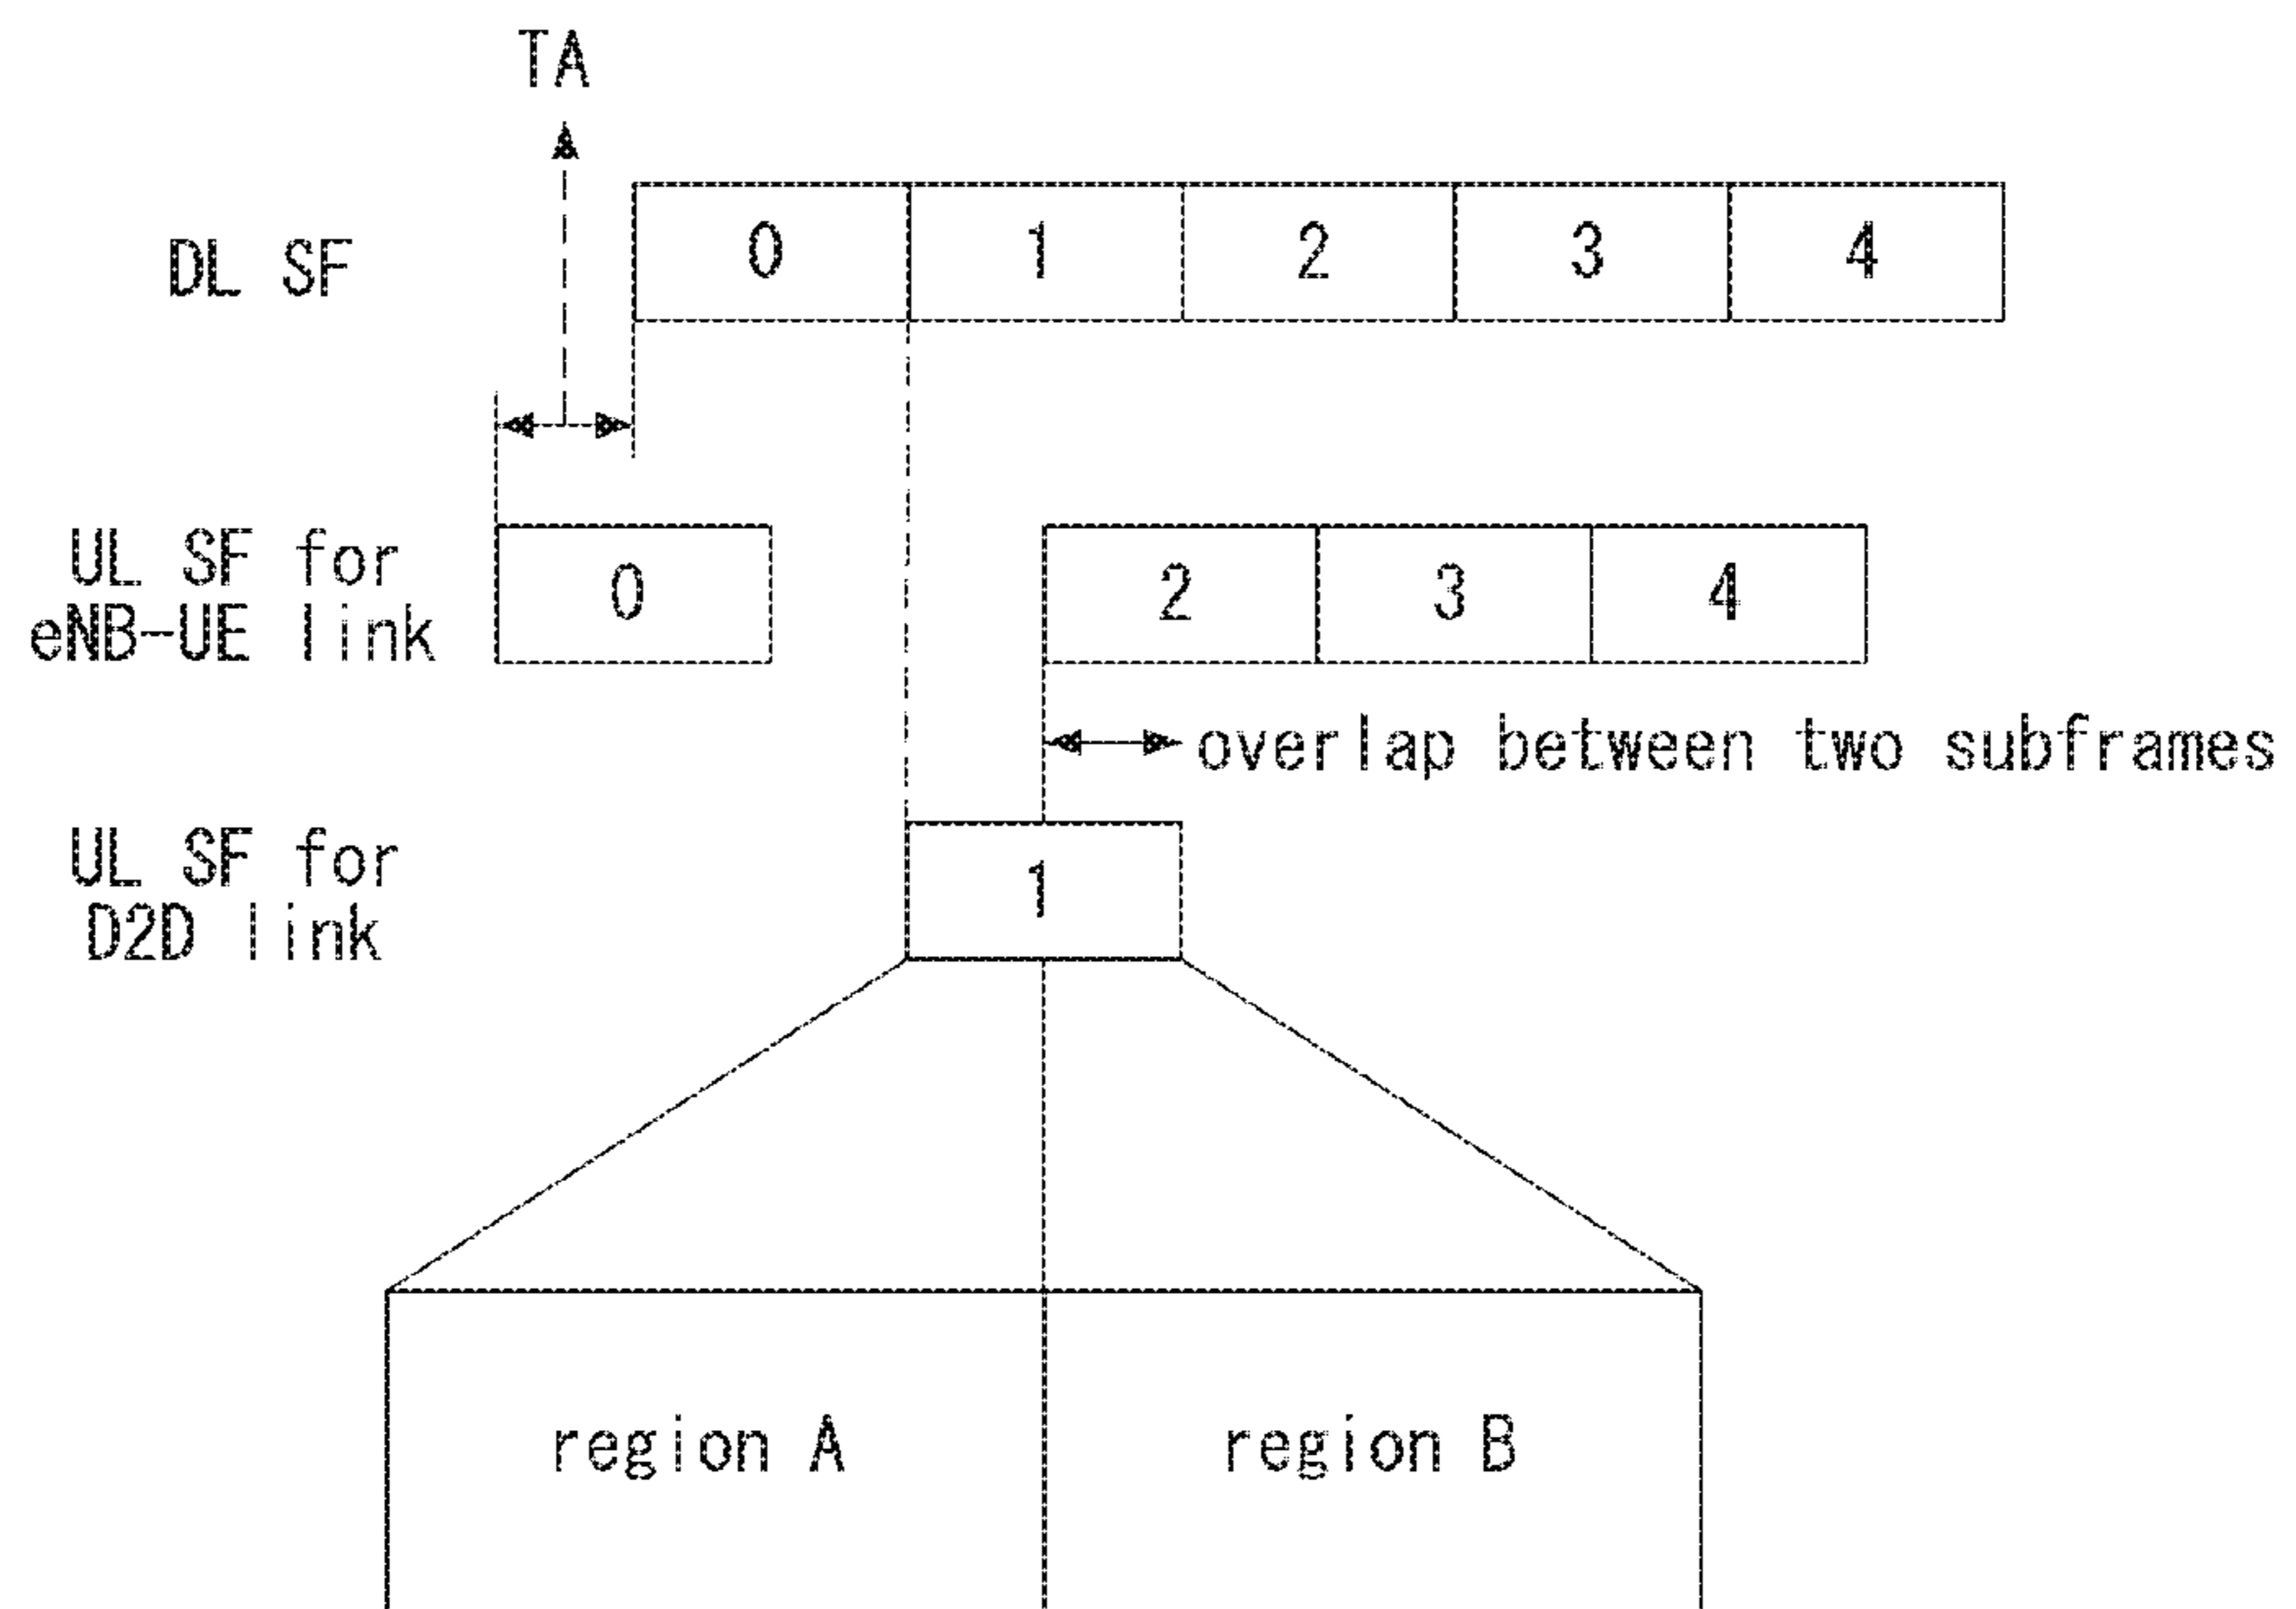 TA
DL SF
0 1 2 3 4
UL SF for
eNB-UE link
0 2 3 4
overlap between two subframes
UL SF for
D2D link
1
region A region B